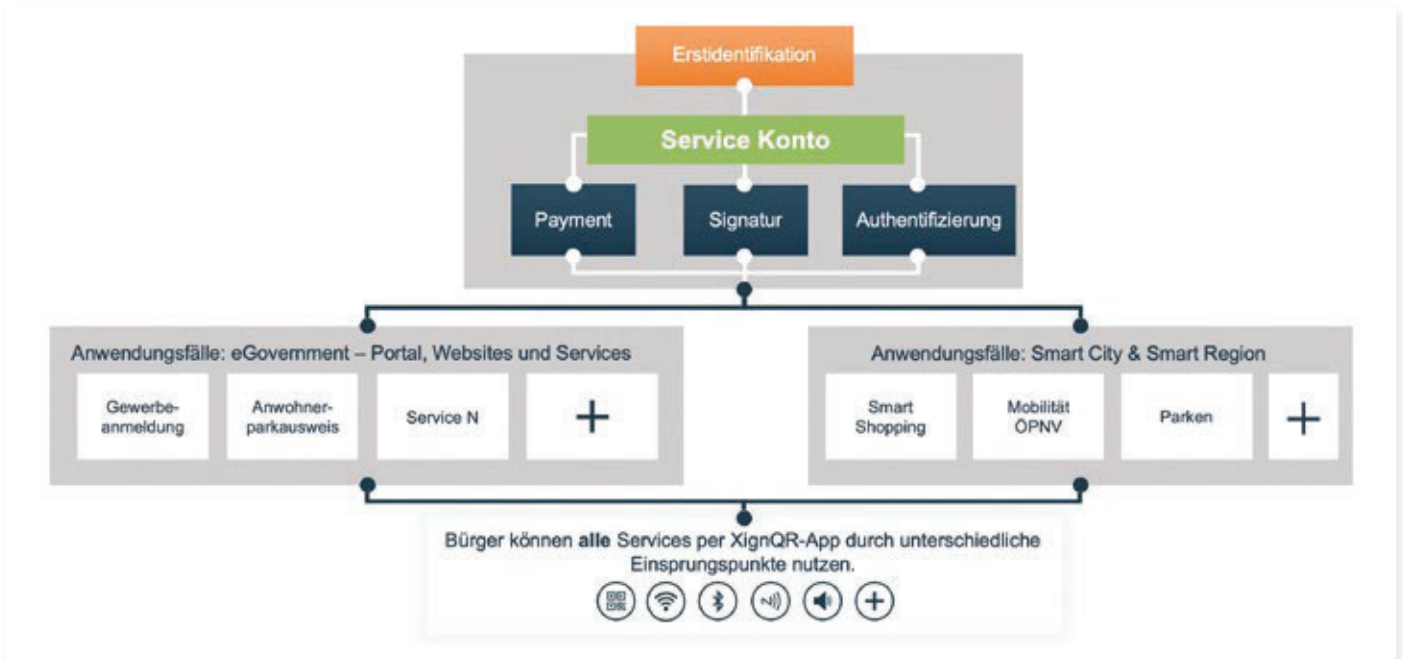 Erstidentifikation
Service Konto
Payment
Signatur
Authentifizierung
Anwendungsfälle: eGovernment – Portal, Websites und Services
Gewerbe-
anmeldung
Anwohner-
parkausweis
Service N
Anwendungsfälle: Smart City & Smart Region
Smart
Shopping
Mobilität
ÖPNV
Parken
Bürger können alle Services per XignQR-App durch unterschiedliche
Einsprungspunkte nutzen.